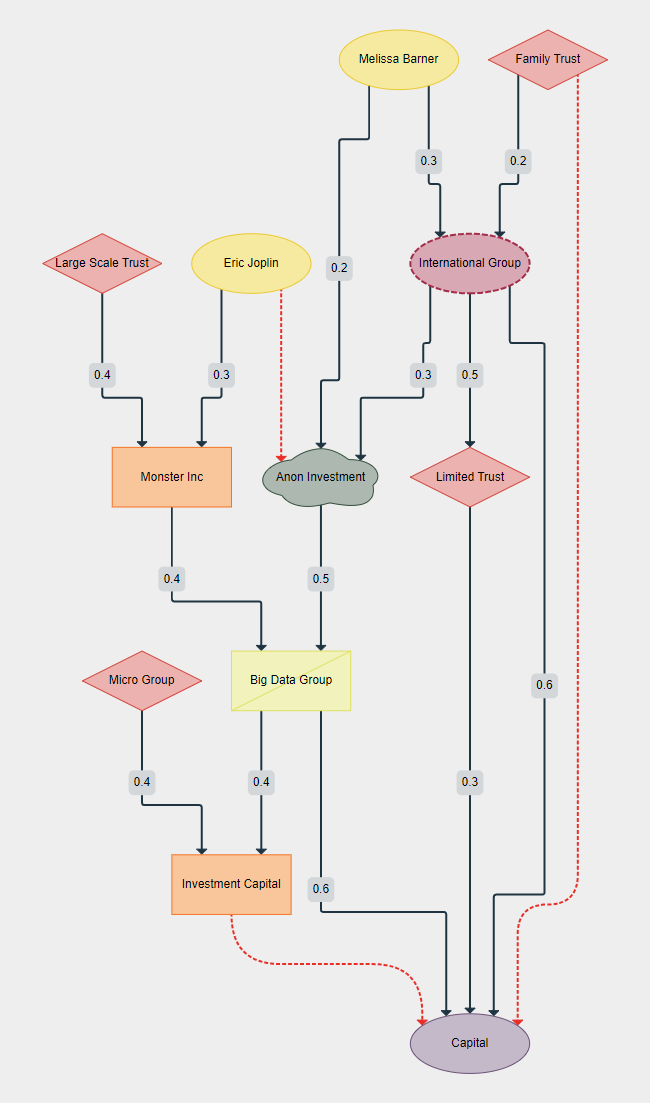 Melissa Barner
Family Trust
0.3
0.2
Large Scale Trust
Eric Joplin
0.2
International Group
0.4
0.3
0.3
0.5
Monster Inc
Anon Investment
Limited Trust
0.4
0.5
Micro Group
Big Data Group
0.6
0.4
0.4
0.3
Investment Capital
0.6
Capital